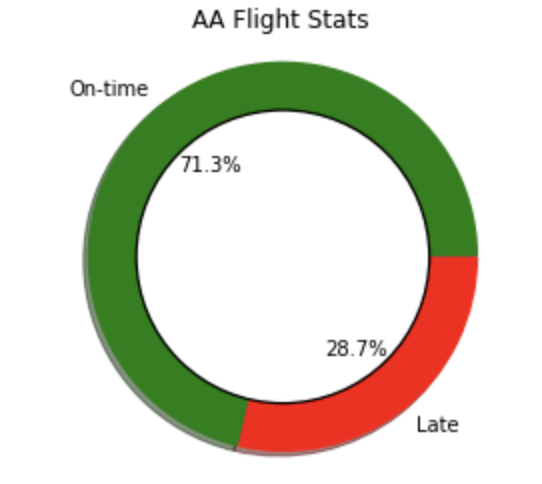 AA Flight Stats
On-time
71.3%
28.7%
Late